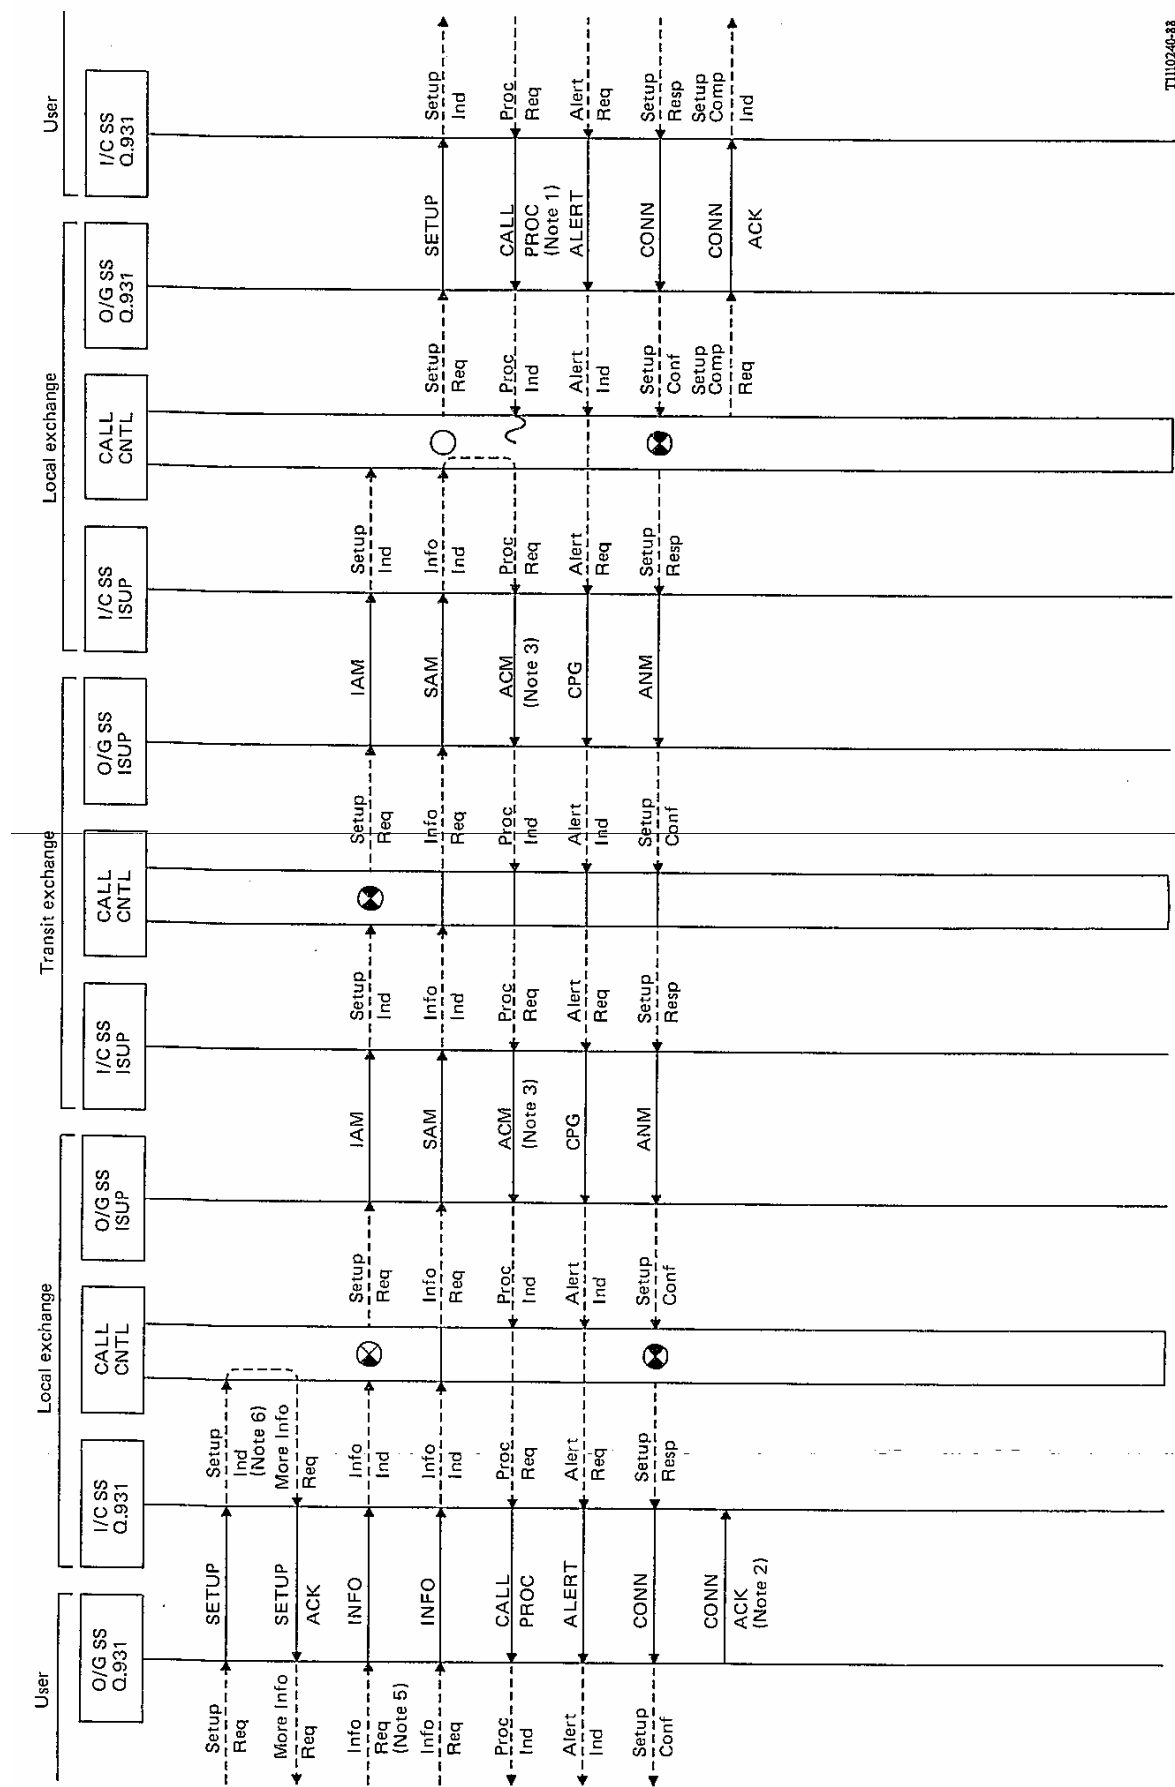 User
Local exchange
Transit exchange
Local exchange
User
O/G SS
Q.931
I/C SS
Q.931
CALL
CNTL
O/G SS
ISUP
I/C SS
ISUP
CALL
CNTL
O/G SS
ISUP
I/C SS
ISUP
CALL
CNTL
O/G SS
Q.931
I/C SS
Q.931
Setup
Req
SETUP
Setup
Ind
(Note 6)
More Info
Req
SETUP
ACK
More Info
Req
Info
Req
(Note 5)
INFO
Info
Ind
Setup
Req
IAM
Setup
Ind
Setup
Req
IAM
Setup
Ind
Info
Req
INFO
Info
Ind
Info
Req
SAM
Info
Ind
Info
Req
SAM
Info
Ind
Setup
Req
SETUP
Setup
Ind
Proc
Ind
CALL
PROC
Proc
Req
Proc
Ind
ACM
(Note 3)
Proc
Req
Proc
Ind
ACM
(Note 3)
Proc
Req
Proc
Ind
CALL
PROC
(Note 1)
Proc
Req
Alert
Ind
ALERT
Alert
Req
Alert
Ind
CPG
Alert
Req
Alert
Ind
CPG
Alert
Req
Alert
Ind
ALERT
Alert
Req
Setup
Conf
CONN
Setup
Resp
Setup
Conf
ANM
Setup
Resp
Setup
Conf
ANM
Setup
Resp
Setup
Conf
CONN
Setup
Resp
CONN
ACK
(Note 2)
Setup
Comp
Req
CONN
ACK
Setup
Comp
Ind
T1110240-88